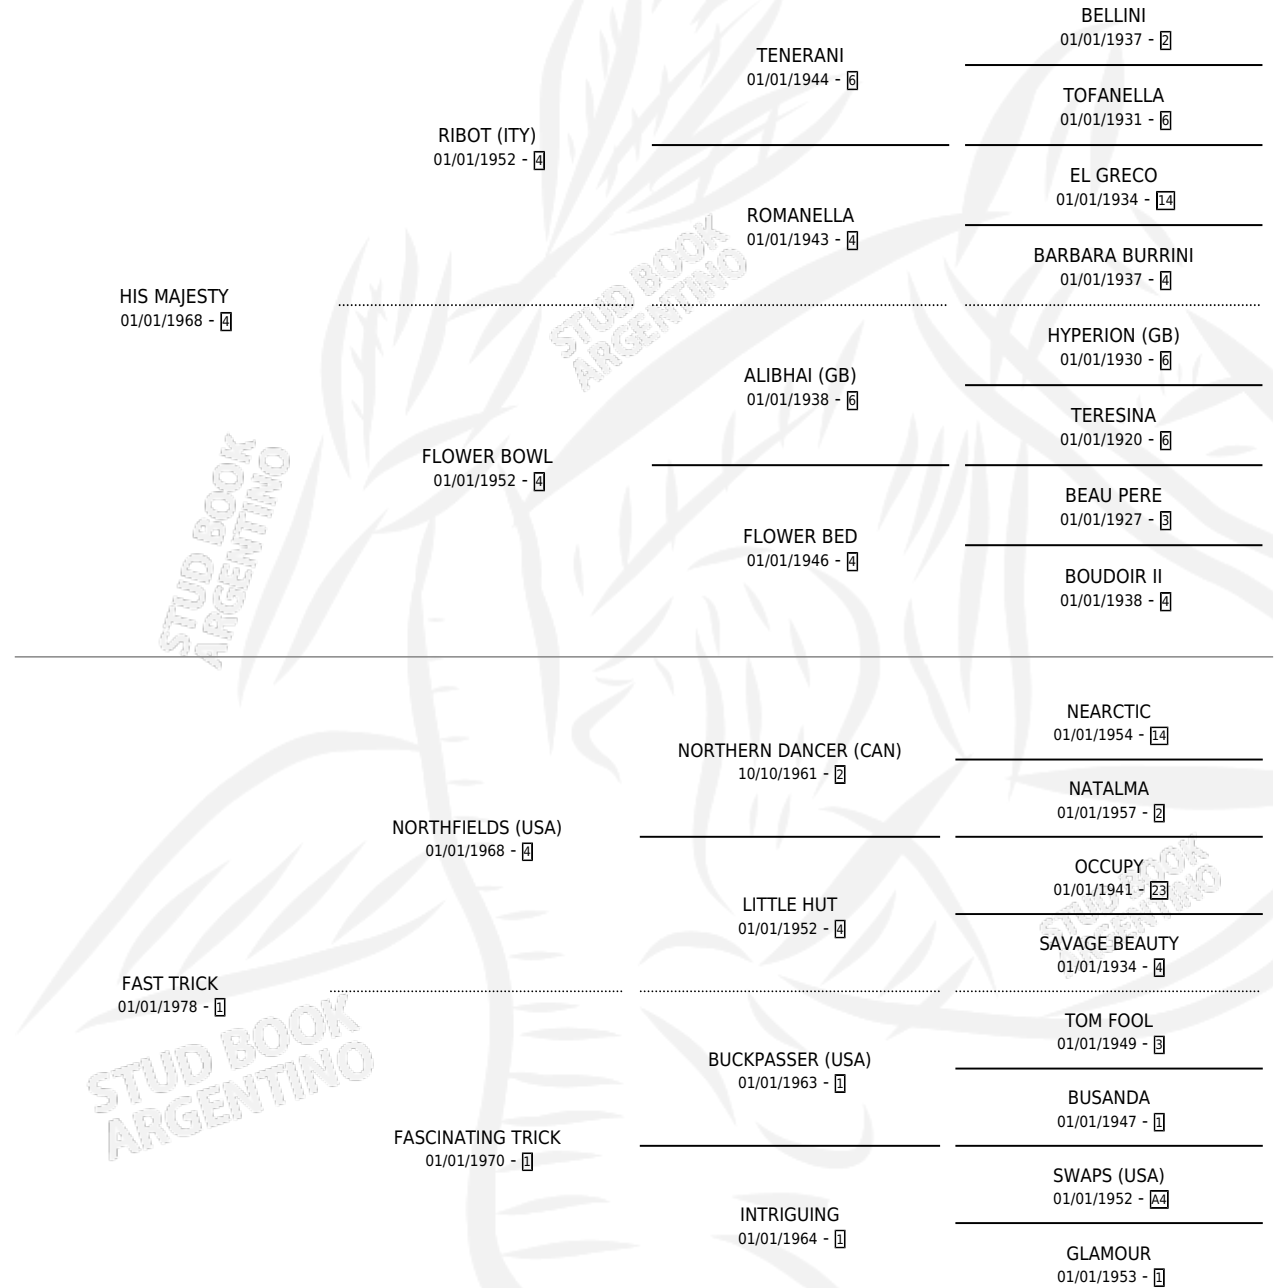 BELLINI
01/01/1937 - 2
TENERANI
01/01/1944 - 6
TOFANELLA
01/01/1931 - 6
RIBOT (ITY)
01/01/1952 - 4
EL GRECO
01/01/1934 - 14
ROMANELLA
01/01/1943 - 4
BARBARA BURRINI
01/01/1937 - 4
HIS MAJESTY
01/01/1968 - 4
HYPERION (GB)
01/01/1930 - 6
ALIBHAI (GB)
01/01/1938 - 6
TERESINA
01/01/1920 - 6
FLOWER BOWL
01/01/1952 - 4
BEAU PERE
01/01/1927 - 3
FLOWER BED
01/01/1946 - 4
BOUDOIR II
01/01/1938 - 4
NEARCTIC
01/01/1954 - 14
NORTHERN DANCER (CAN)
10/10/1961 - 2
NATALMA
01/01/1957 - 2
NORTHFIELDS (USA)
01/01/1968 - 4
OCCUPY
01/01/1941 - 23
LITTLE HUT
01/01/1952 - 4
SAVAGE BEAUTY
01/01/1934 - 4
FAST TRICK
01/01/1978 - 1
TOM FOOL
01/01/1949 - 3
BUCKPASSER (USA)
01/01/1963 - 1
BUSANDA
01/01/1947 - 1
FASCINATING TRICK
01/01/1970 - 1
SWAPS (USA)
01/01/1952 - A4
INTRIGUING
01/01/1964 - 1
GLAMOUR
01/01/1953 - 1
STUD BOOK
ARGENTINO
STUD BOOK
ARGENTINO
STUD BOOK
ARGENTINO
STUD BOOK
ARGENTINO